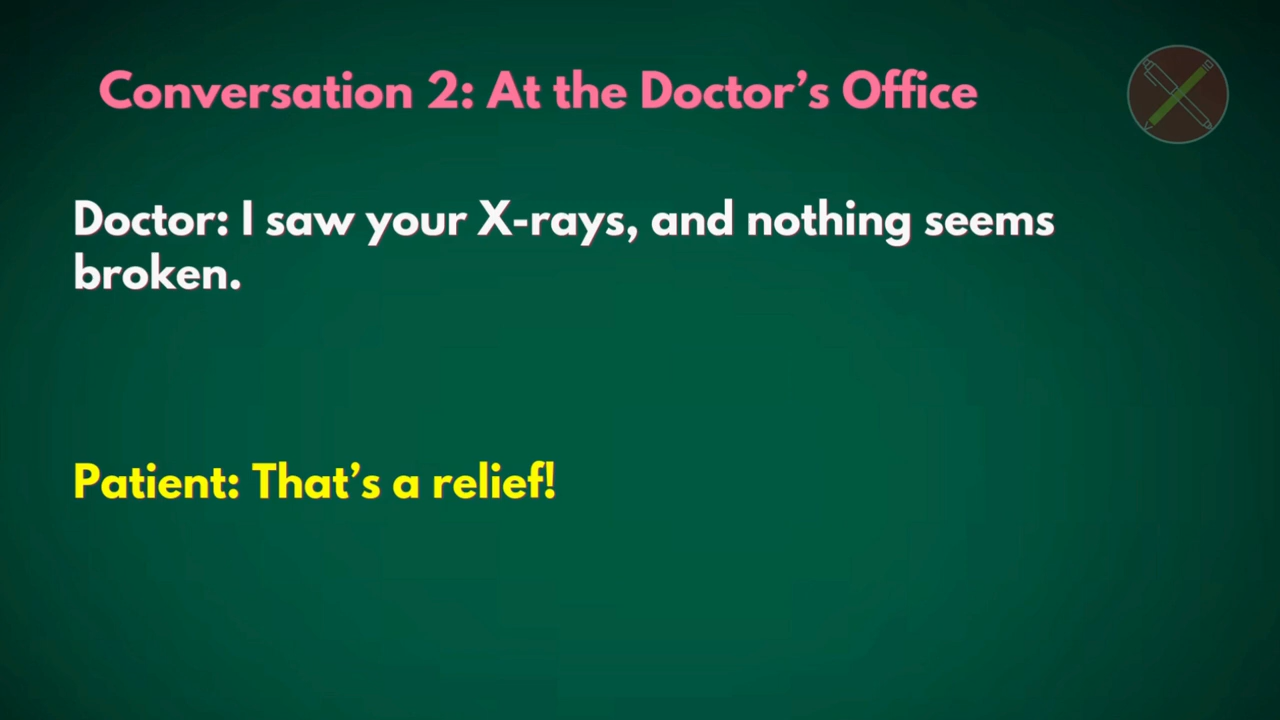 Conversation 2: At the Doctor’s Office
Doctor: I saw your X-rays, and nothing seems
broken.
Patient: That’s a relief!